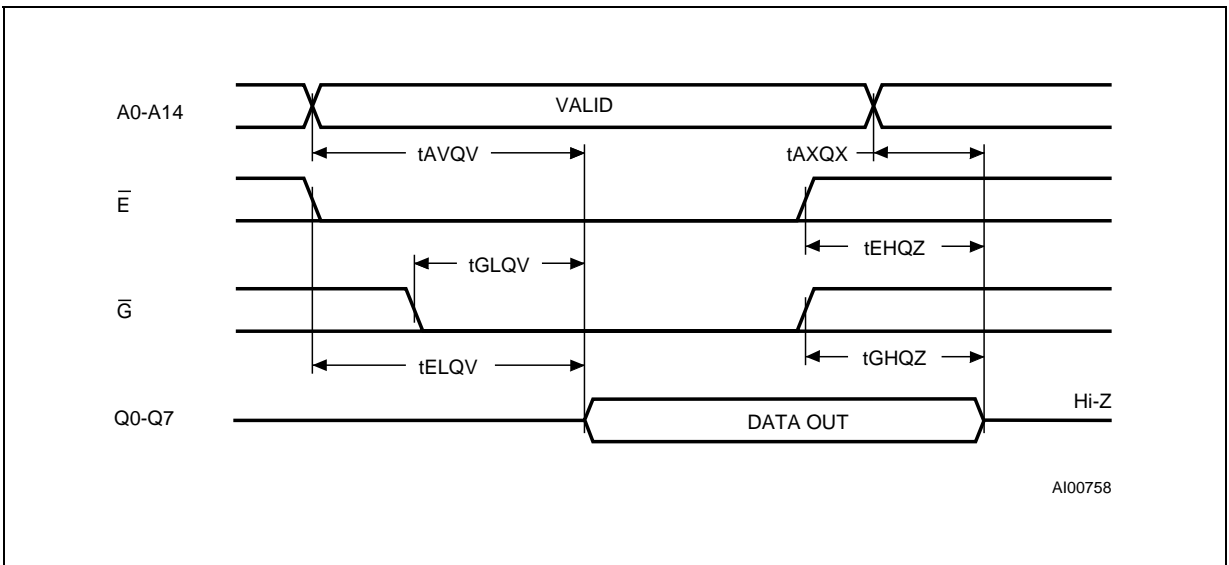 A0-A14
VALID
tAVQV
tAXQX
E̅
tEHQZ
tGLQV
G̅
tGHQZ
tELQV
Hi-Z
Q0-Q7
DATA OUT
AI00758